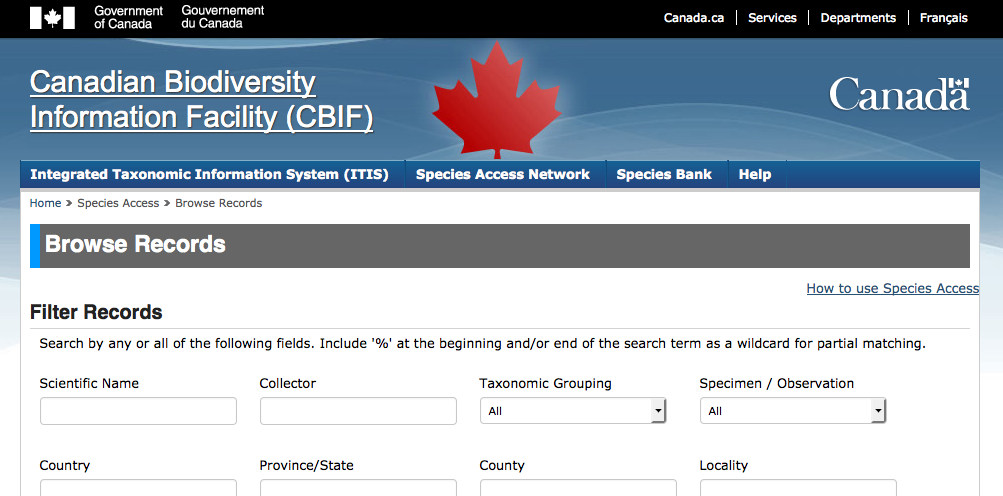 Government of Canada
Gouvernement du Canada
Canada.ca Services Departments Français
Canadian Biodiversity
Information Facility (CBIF)
Canada
Integrated Taxonomic Information System (ITIS) Species Access Network Species Bank Help
Home » Species Access » Browse Records
Browse Records
How to use Species Access
Filter Records
Search by any or all of the following fields. Include '%' at the beginning and/or end of the search term as a wildcard for partial matching.
Scientific Name Collector Taxonomic Grouping Specimen / Observation
All All
Country Province/State County Locality